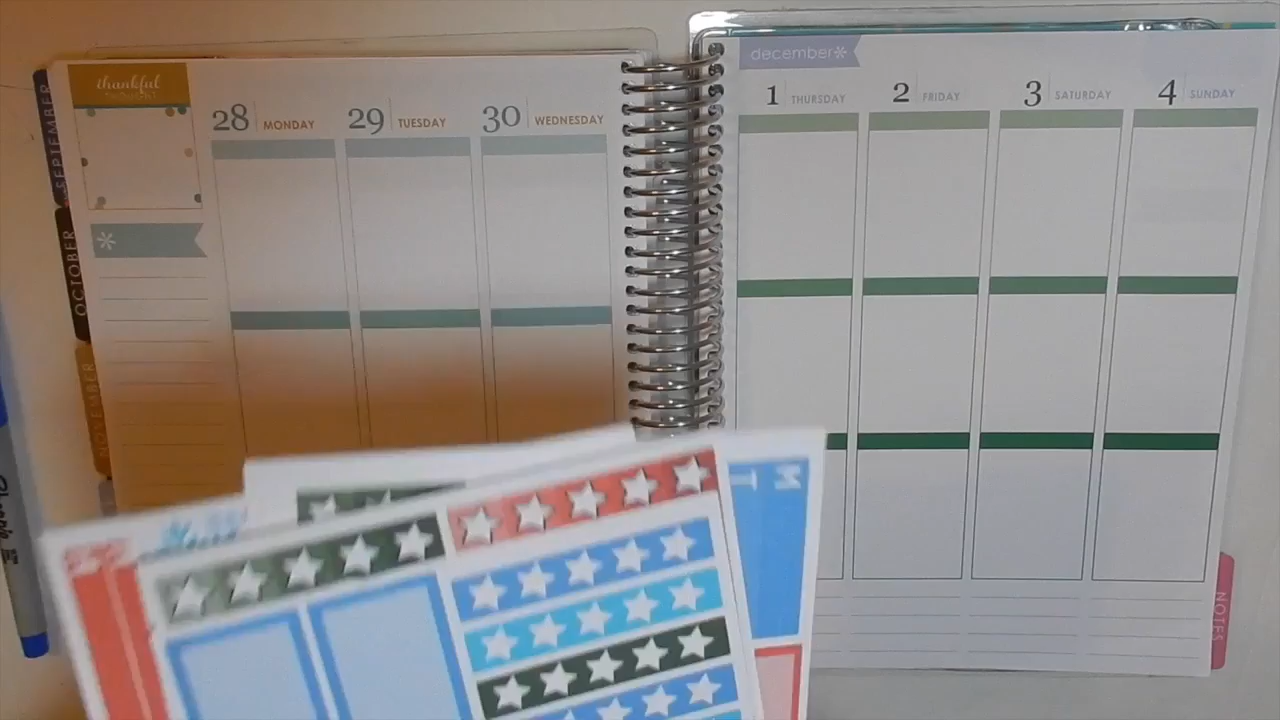 thankful
28 MONDAY
29 TUESDAY
30 WEDNESDAY
december*
1 THURSDAY
2 FRIDAY
3 SATURDAY
4 SUNDAY
SEPTEMBER
OCTOBER
NOVEMBER
NOTES
*
Sharpie
M
T